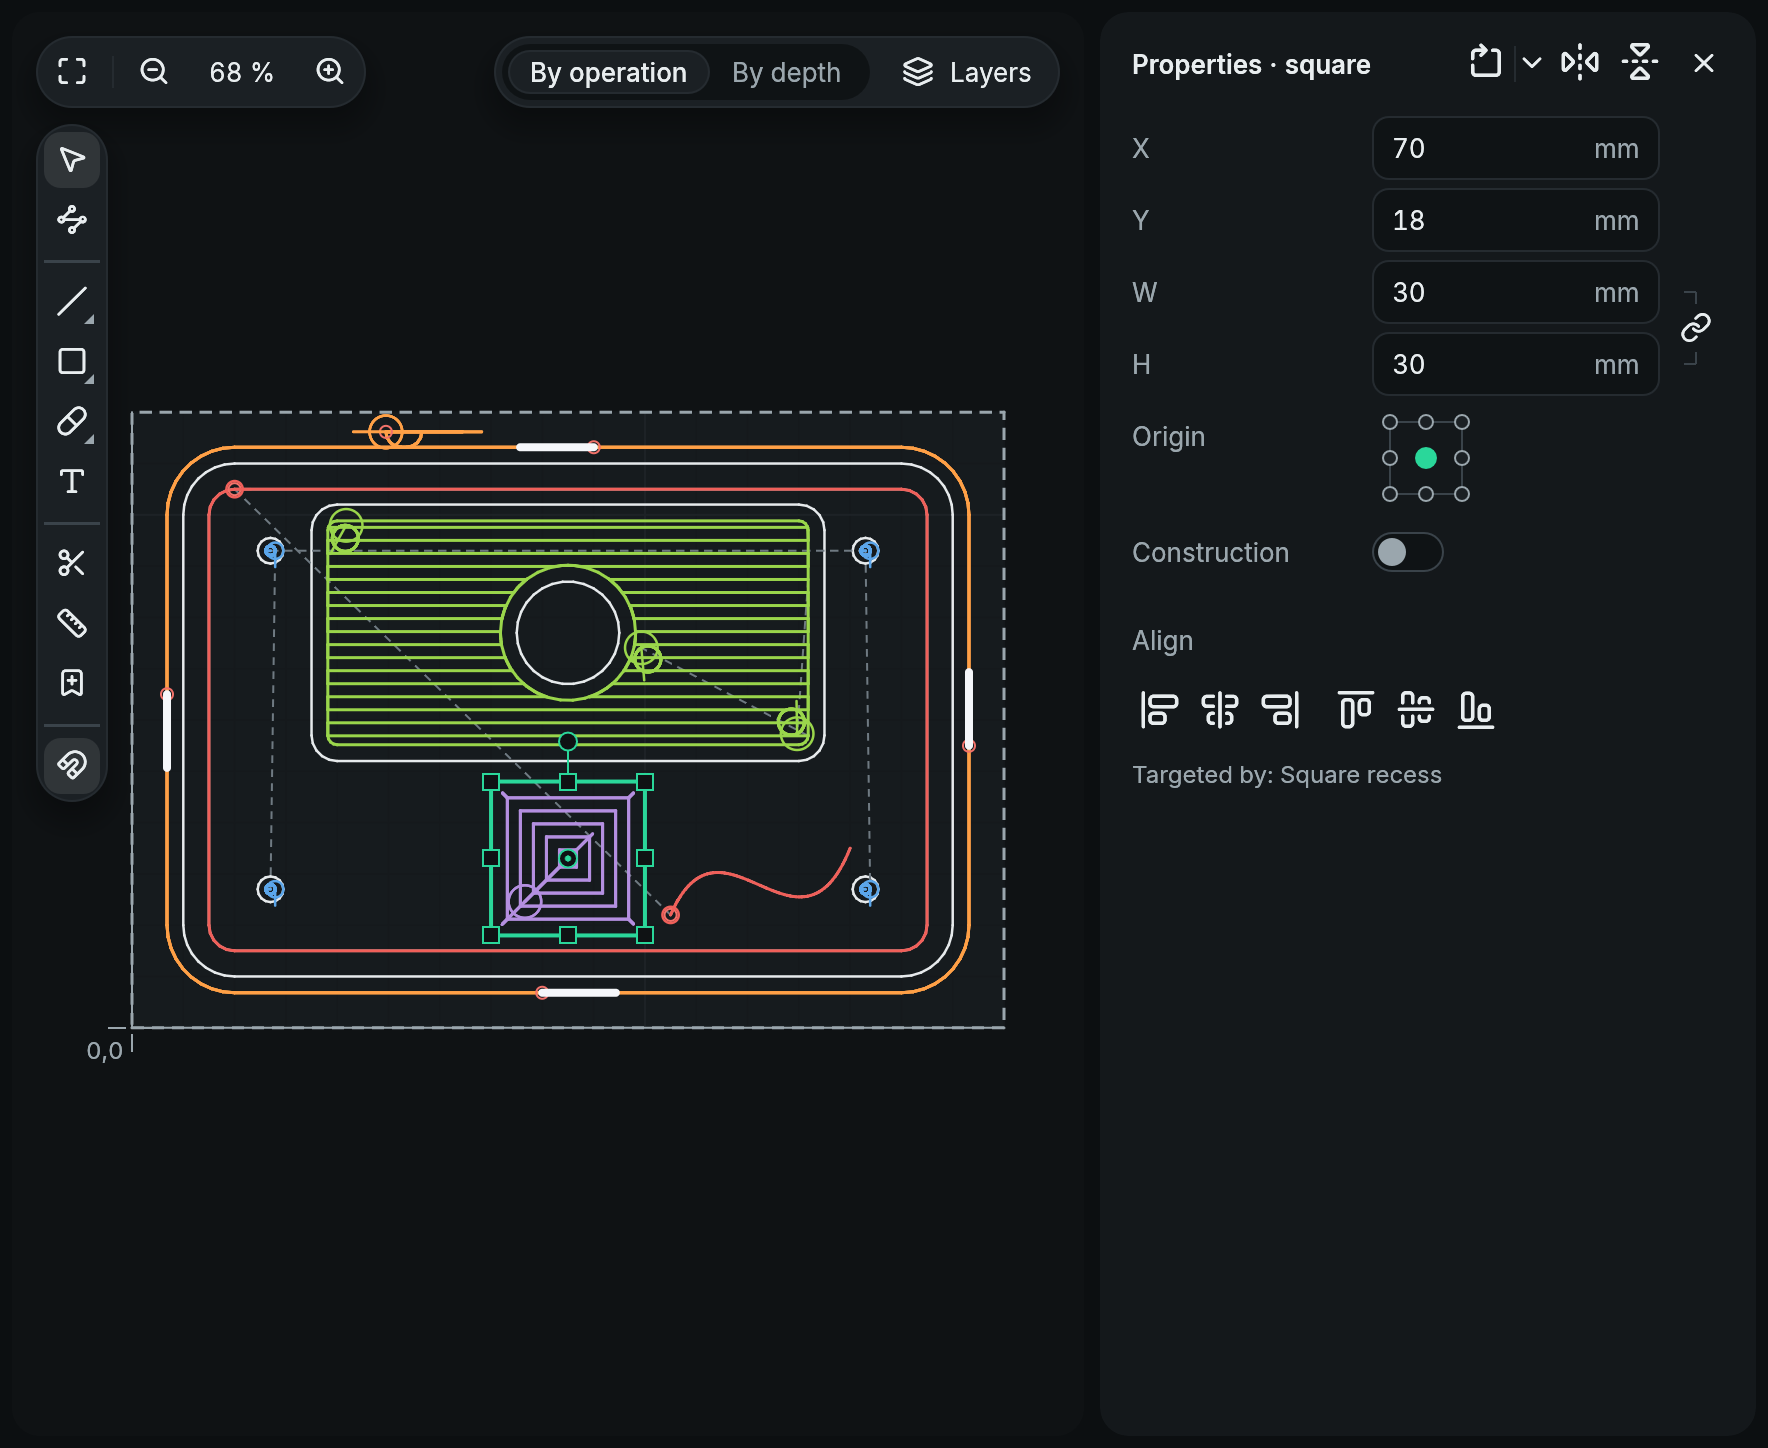 68 %
By operation By depth Layers
0,0
Properties · square
X 70 mm
Y 18 mm
W 30 mm
H 30 mm
Origin
Construction
Align
Targeted by: Square recess